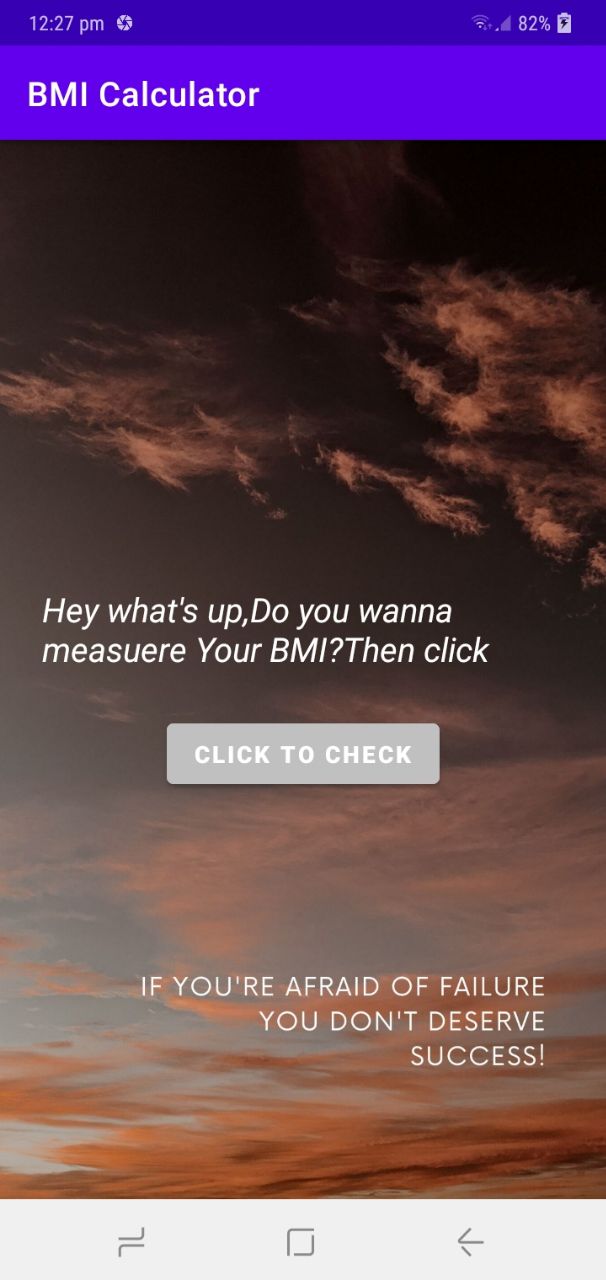 12:27 pm 82%
BMI Calculator
Hey what's up,Do you wanna
measuere Your BMI?Then click
CLICK TO CHECK
IF YOU'RE AFRAID OF FAILURE
YOU DON'T DESERVE
SUCCESS!